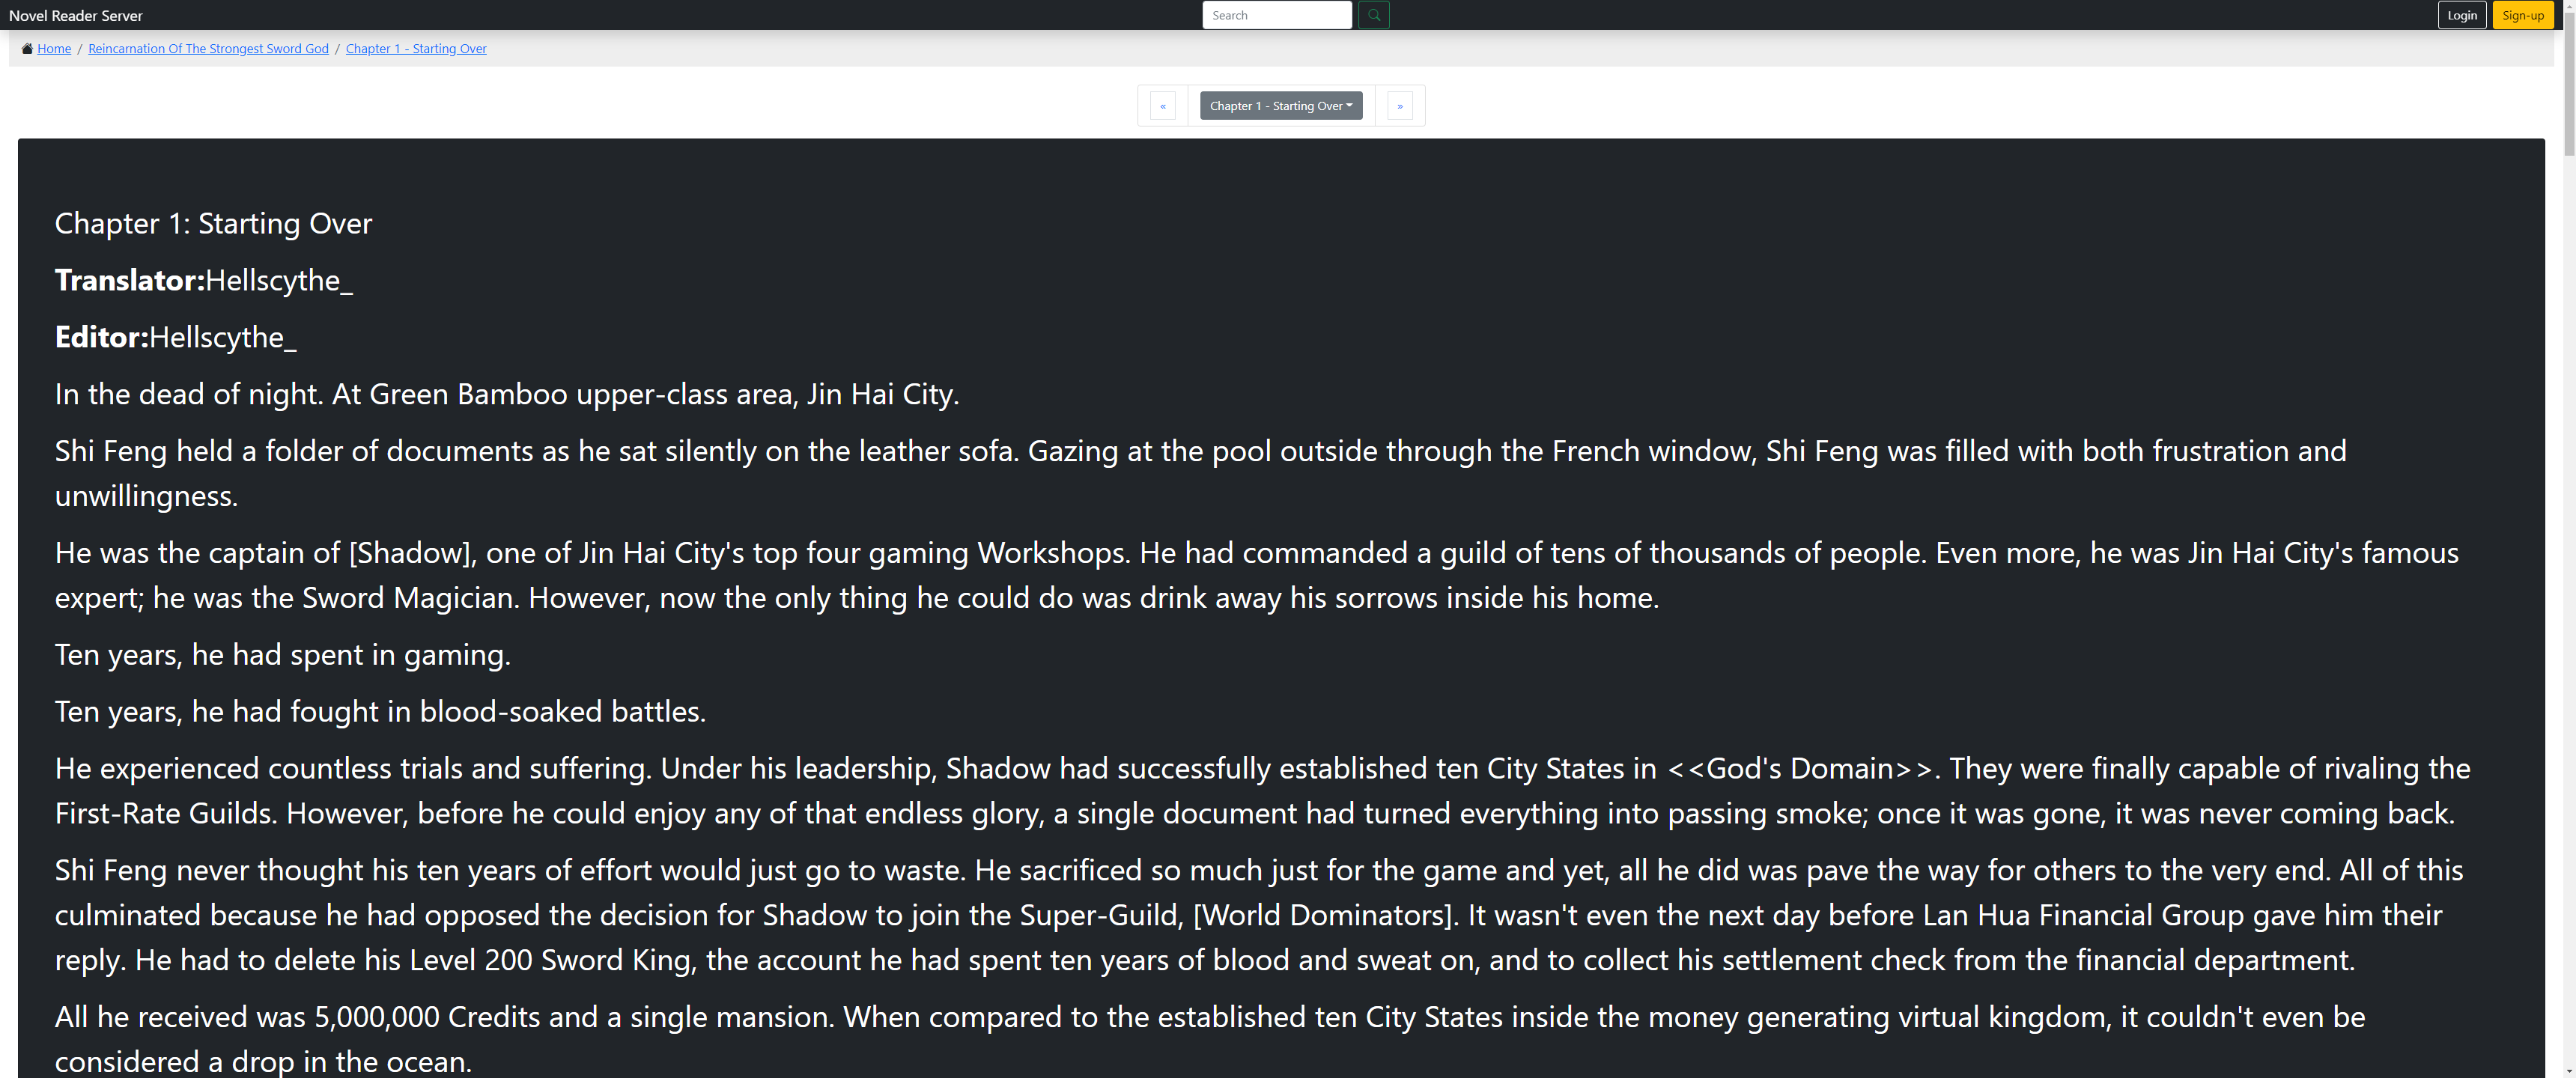 Novel Reader Server
Search
Login
Sign-up
Home / Reincarnation Of The Strongest Sword God / Chapter 1 - Starting Over
« Chapter 1 - Starting Over »
Chapter 1: Starting Over
Translator:Hellscythe_
Editor:Hellscythe_
In the dead of night. At Green Bamboo upper-class area, Jin Hai City.
Shi Feng held a folder of documents as he sat silently on the leather sofa. Gazing at the pool outside through the French window, Shi Feng was filled with both frustration and
unwillingness.
He was the captain of [Shadow], one of Jin Hai City's top four gaming Workshops. He had commanded a guild of tens of thousands of people. Even more, he was Jin Hai City's famous
expert; he was the Sword Magician. However, now the only thing he could do was drink away his sorrows inside his home.
Ten years, he had spent in gaming.
Ten years, he had fought in blood-soaked battles.
He experienced countless trials and suffering. Under his leadership, Shadow had successfully established ten City States in <<God's Domain>>. They were finally capable of rivaling the
First-Rate Guilds. However, before he could enjoy any of that endless glory, a single document had turned everything into passing smoke; once it was gone, it was never coming back.
Shi Feng never thought his ten years of effort would just go to waste. He sacrificed so much just for the game and yet, all he did was pave the way for others to the very end. All of this
culminated because he had opposed the decision for Shadow to join the Super-Guild, [World Dominators]. It wasn't even the next day before Lan Hua Financial Group gave him their
reply. He had to delete his Level 200 Sword King, the account he had spent ten years of blood and sweat on, and to collect his settlement check from the financial department.
All he received was 5,000,000 Credits and a single mansion. When compared to the established ten City States inside the money generating virtual kingdom, it couldn't even be
considered a drop in the ocean.